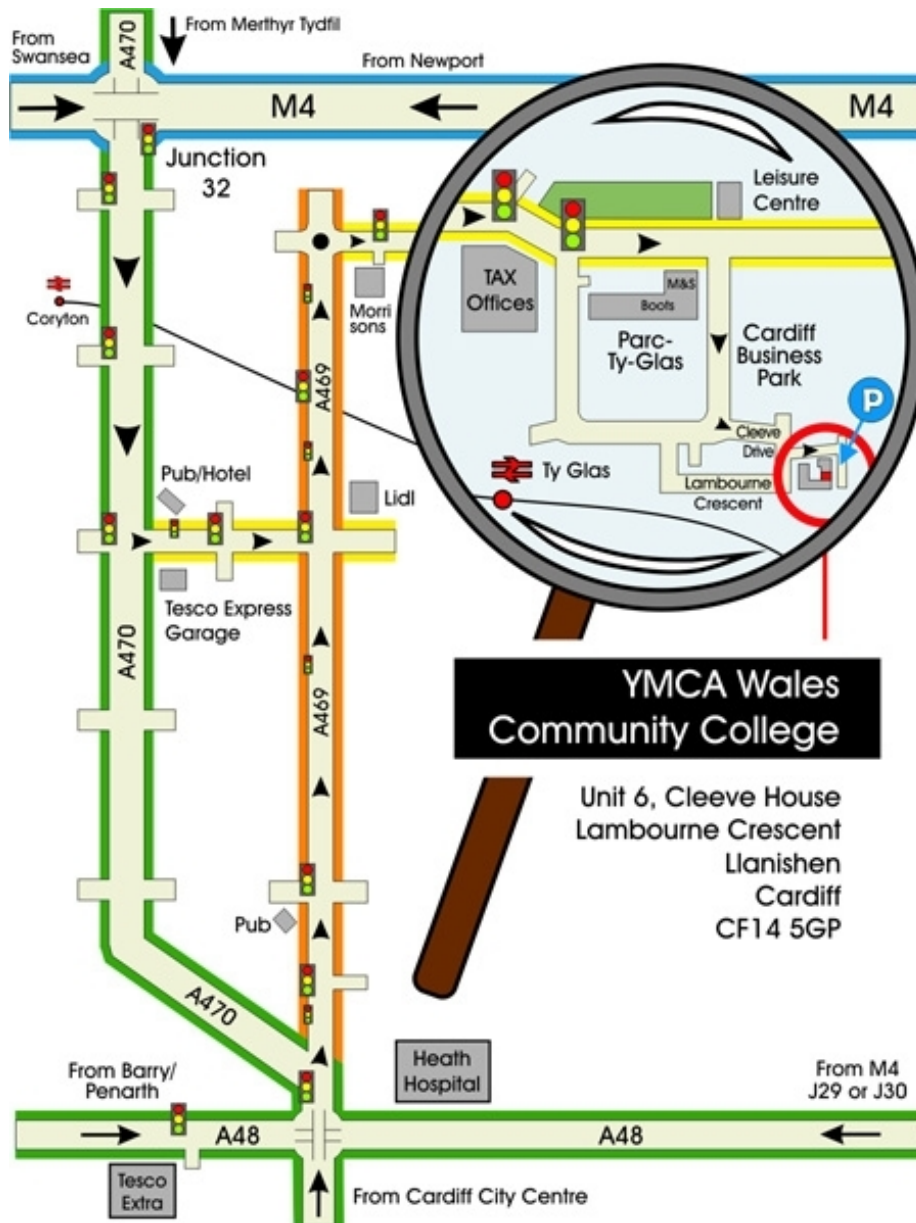 From Merthyr Tydfil
From
Swansea
A470
From Newport
M4
M4
Junction
32
Leisure
Centre
TAX
Offices
M&S
Boots
Morri
sons
Coryton
Parc-
Ty-Glas
Cardiff
Business
Park
A469
P
Cleeve
Drive
Pub/Hotel
Ty Glas
Lambourne
Crescent
Lidl
Tesco Express
Garage
A470
A469
YMCA Wales
Community College
Unit 6, Cleeve House
Lambourne Crescent
Llanishen
Cardiff
CF14 5GP
Pub
A470
Heath
Hospital
From Barry/
Penarth
From M4
J29 or J30
A48
A48
Tesco
Extra
From Cardiff City Centre